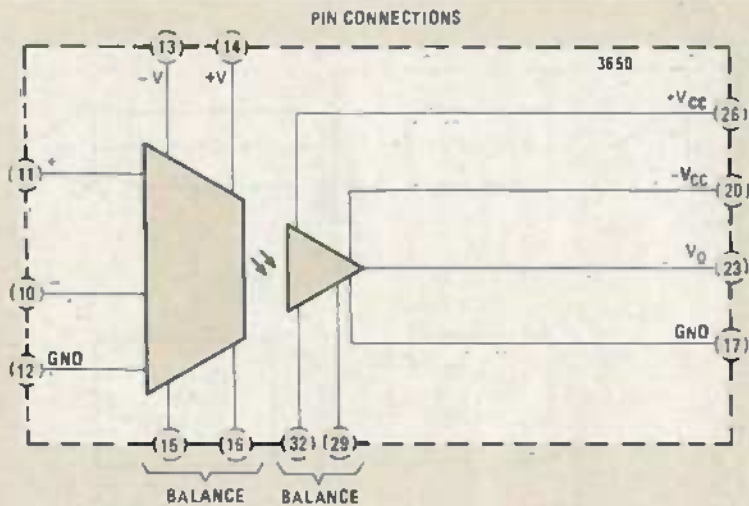 PIN CONNECTIONS
(13) (14)
-V +V
3650
+VCC
(26)
(11) +
-VCC
(20)
VO
(23)
(10) -
GND
(17)
(12) GND
(15) (16) (32) (29)
BALANCE BALANCE